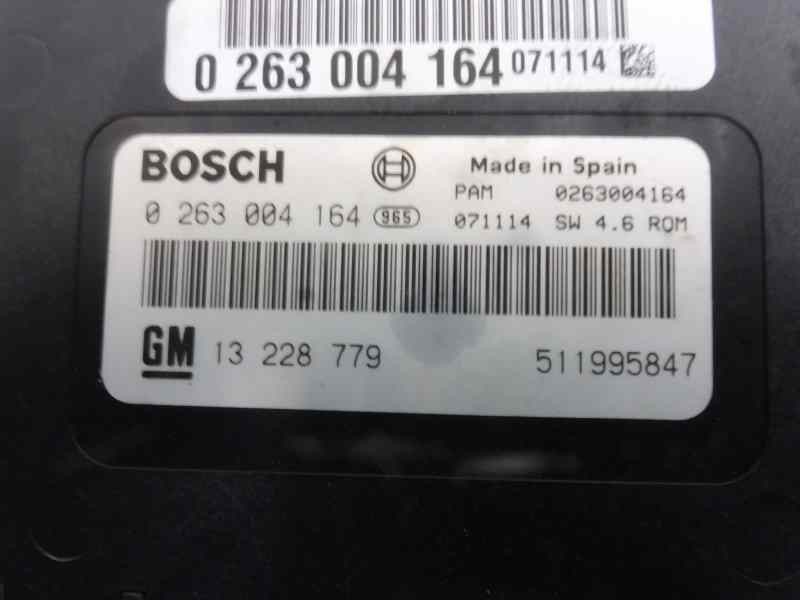 0 263 004 164 071114
BOSCH Made in Spain
PAM 0263004164
0 263 004 164 965 071114 SW 4.6 ROM
GM 13 228 779 511995847